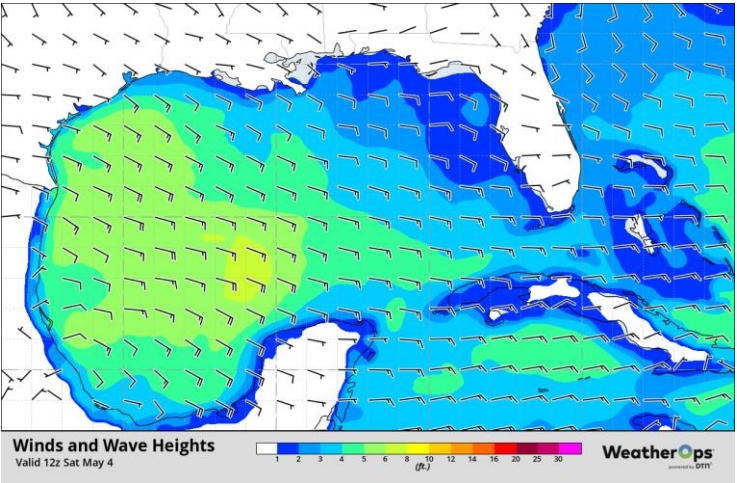 Winds and Wave Heights
Valid 12z Sat May 4
1 2 3 4 5 6 8 10 12 14 16 18 20 25 30
(ft.)
WeatherOps
powered by DTN